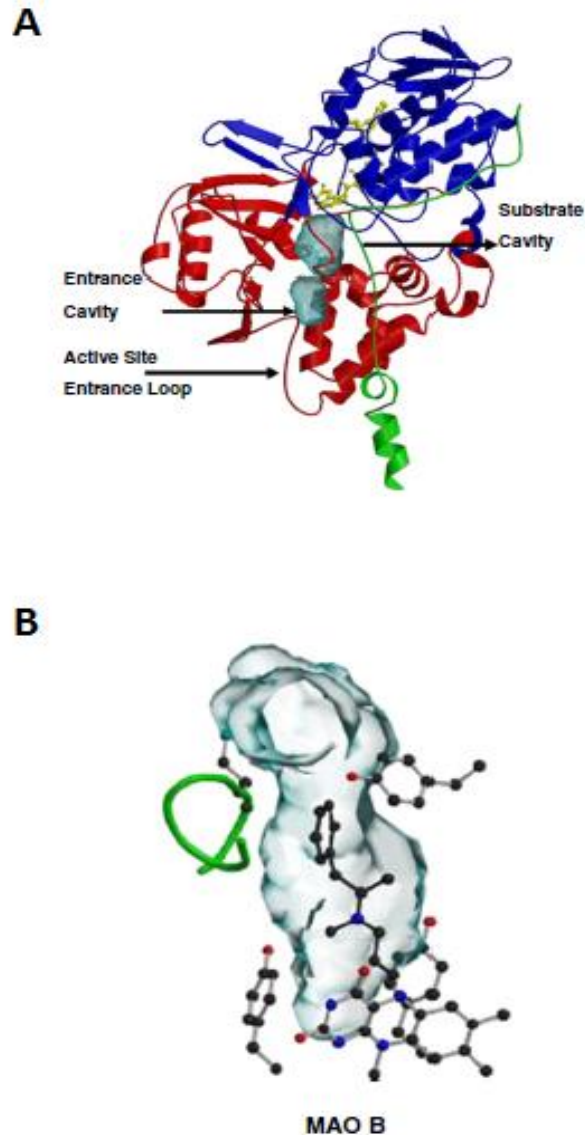 A
Substrate
Cavity
Entrance
Cavity
Active Site
Entrance Loop
B
MAO B